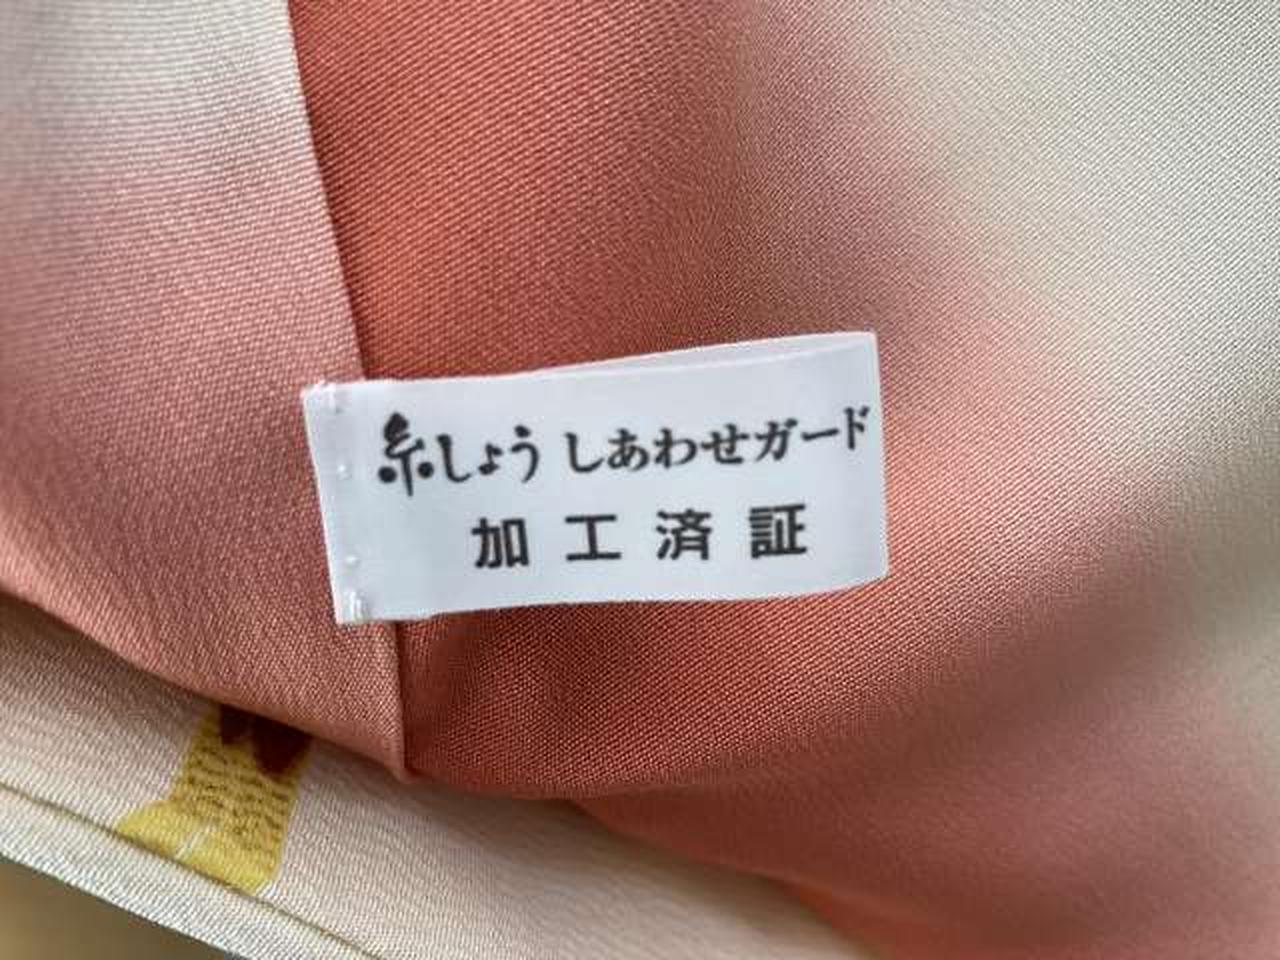 糸しょう しあわせガード
加工済証